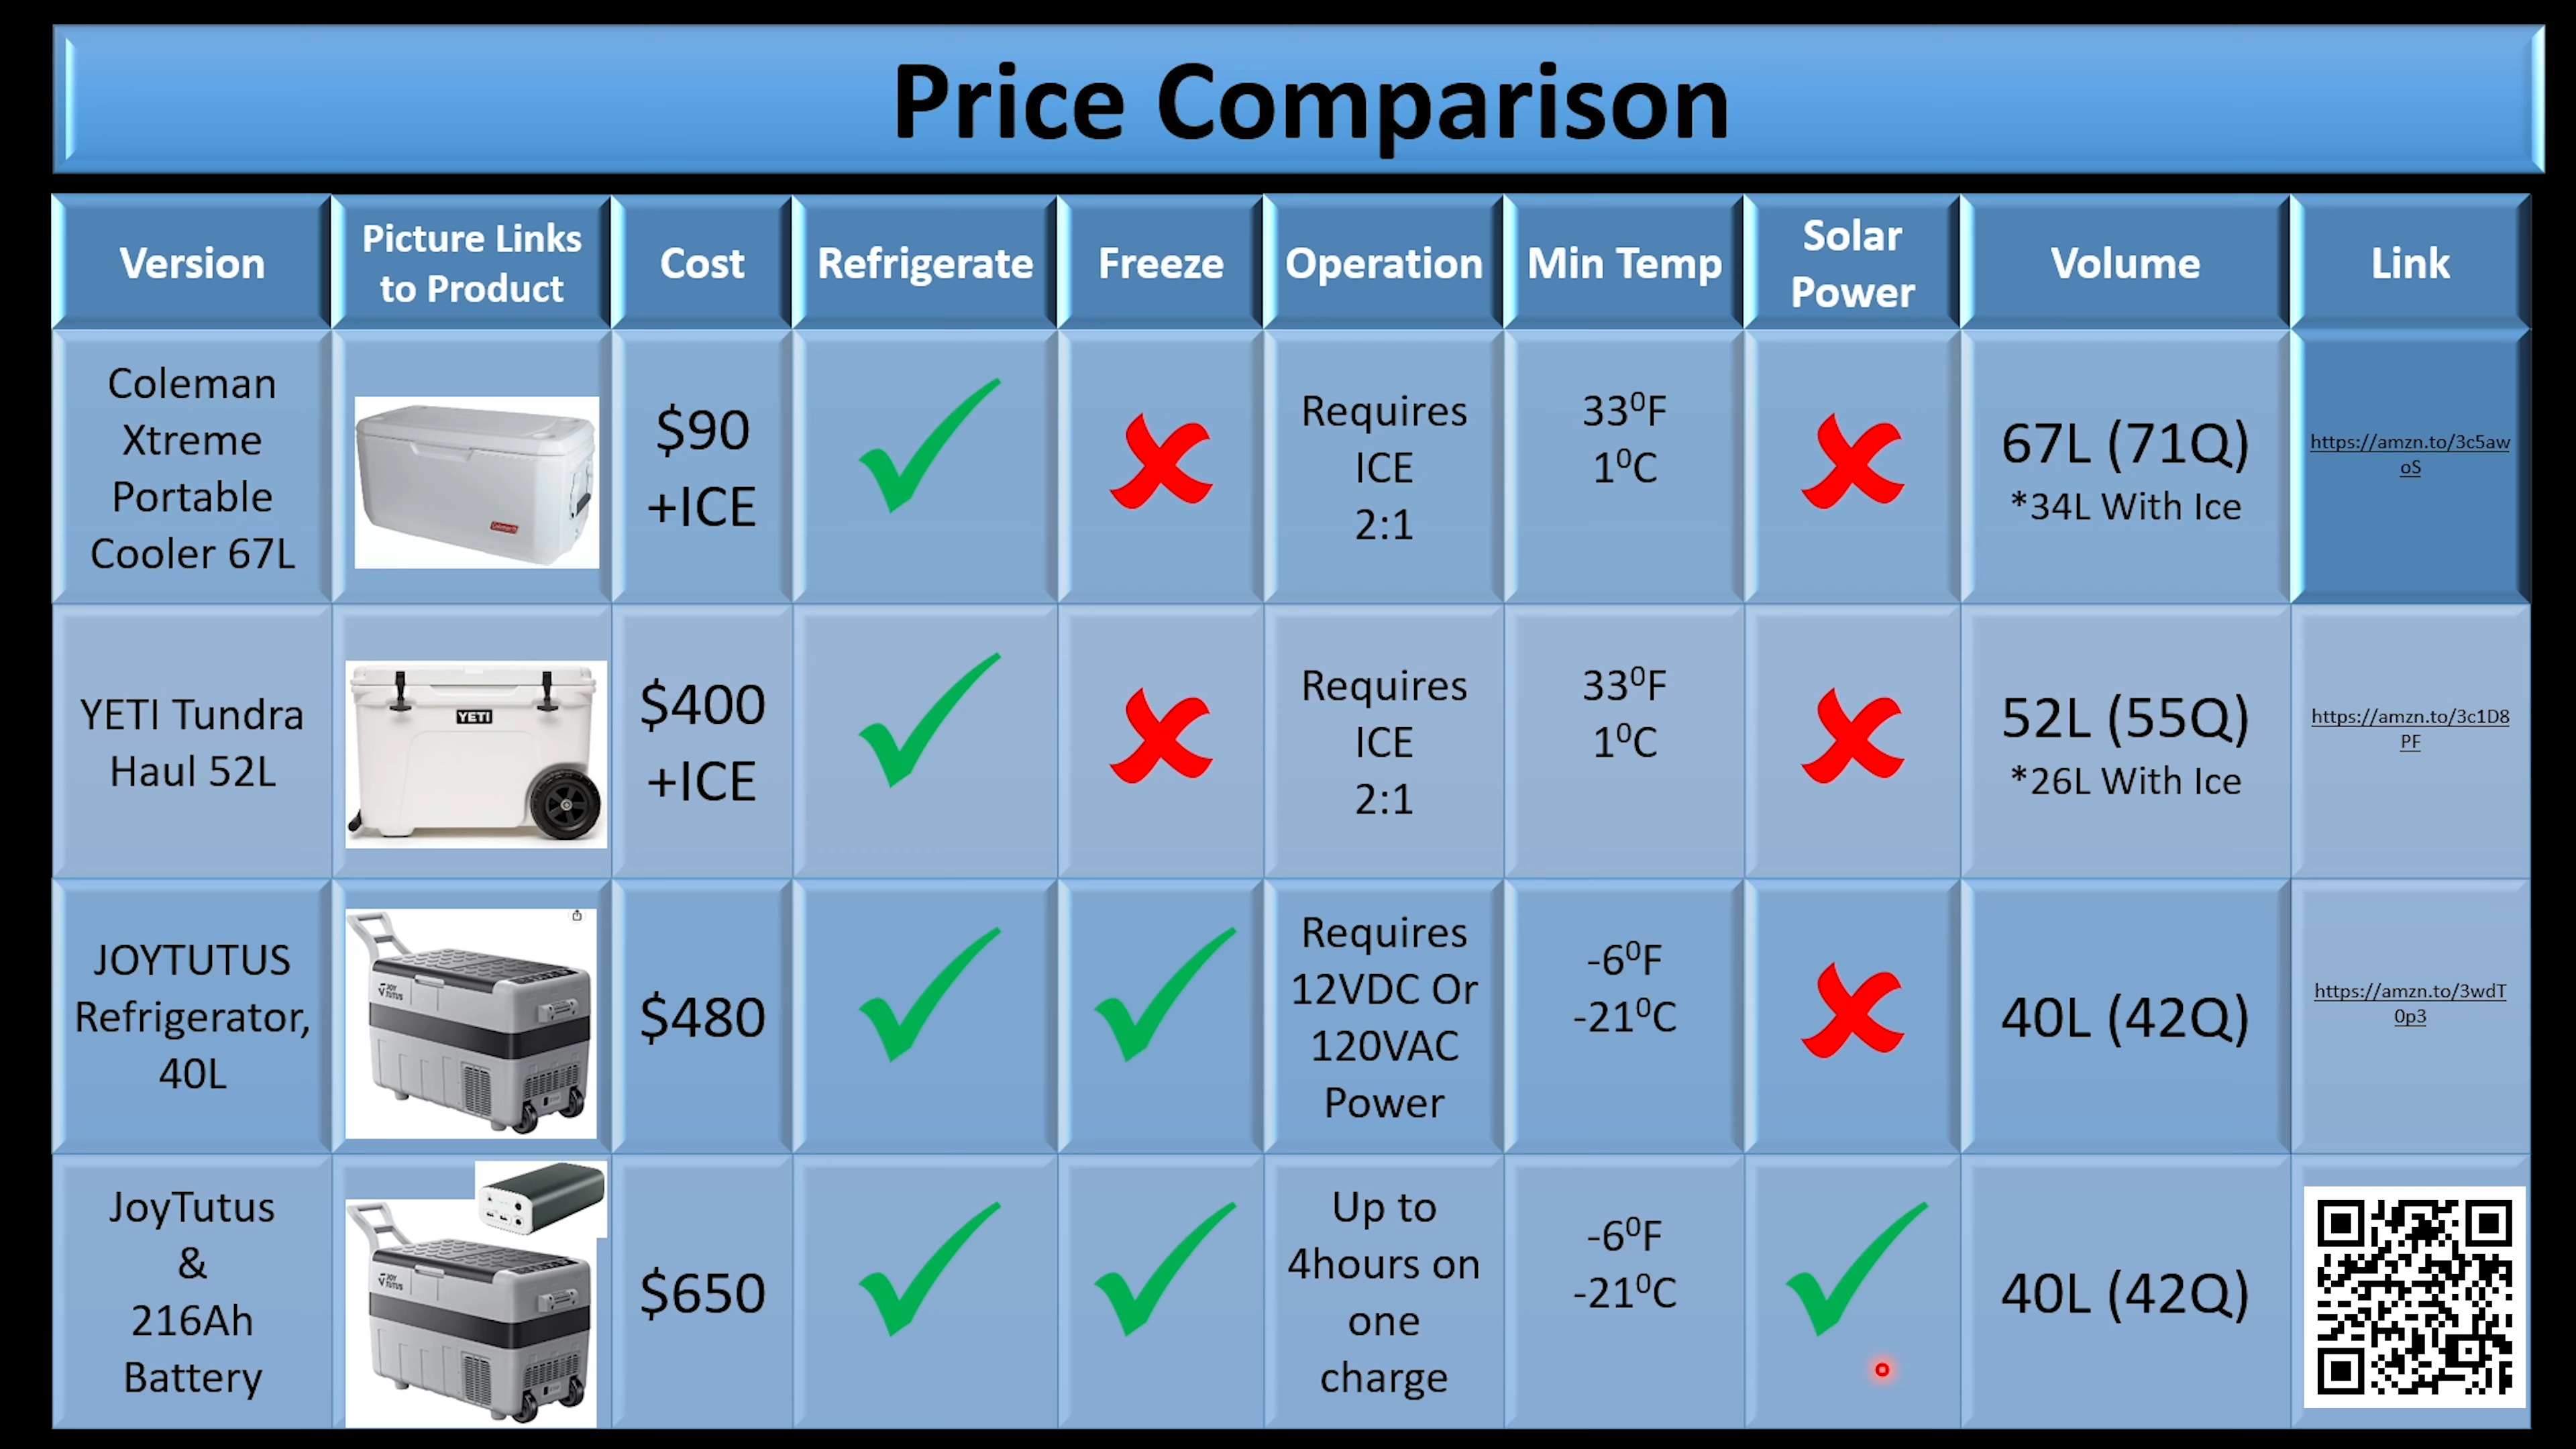 Price Comparison
Version
Picture Links
to Product
Cost
Refrigerate
Freeze
Operation
Min Temp
Solar
Power
Volume
Link
Coleman
Xtreme
Portable
Cooler 67L
Coleman
$90
+ICE
Requires
ICE
2:1
33⁰F
1⁰C
67L (71Q)
*34L With Ice
https://amzn.to/3c5aw
oS
YETI Tundra
Haul 52L
YETI
$400
+ICE
Requires
ICE
2:1
33⁰F
1⁰C
52L (55Q)
*26L With Ice
https://amzn.to/3c1D8
PF
JOYTUTUS
Refrigerator,
40L
JOY
TUTUS
$480
Requires
12VDC Or
120VAC
Power
-6⁰F
-21⁰C
40L (42Q)
https://amzn.to/3wdT
0p3
JoyTutus
&
216Ah
Battery
JOY
TUTUS
$650
Up to
4hours on
one
charge
-6⁰F
-21⁰C
40L (42Q)